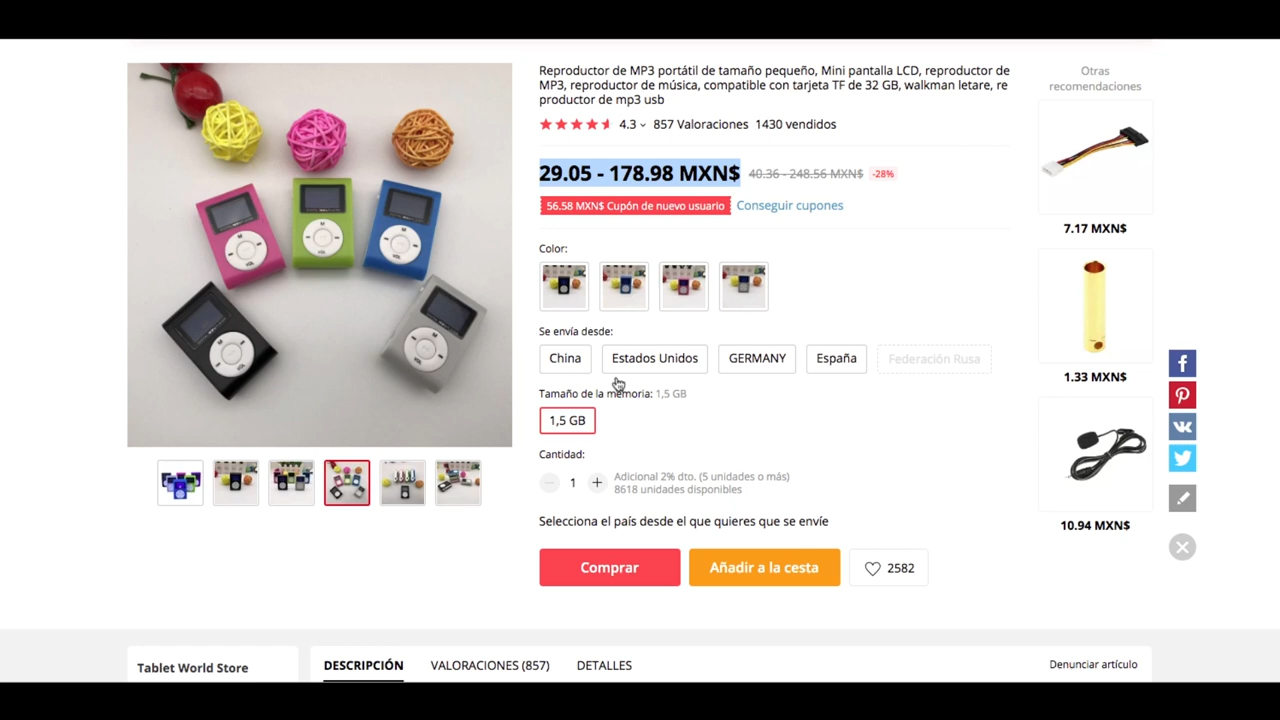 Reproductor de MP3 portátil de tamaño pequeño, Mini pantalla LCD, reproductor de
MP3, reproductor de música, compatible con tarjeta TF de 32 GB, walkman letare, re
productor de mp3 usb
4.3 857 Valoraciones 1430 vendidos
29.05 - 178.98 MXN$ 40.36 - 248.56 MXN$ -28%
56.58 MXN$ Cupón de nuevo usuario Conseguir cupones
Color:
Se envía desde:
China Estados Unidos GERMANY España Federación Rusa
Tamaño de la memoria: 1,5 GB
1,5 GB
Cantidad:
1 + Adicional 2% dto. (5 unidades o más)
8618 unidades disponibles
Selecciona el país desde el que quieres que se envíe
Comprar Añadir a la cesta 2582
Otras
recomendaciones
7.17 MXN$
1.33 MXN$
10.94 MXN$
Tablet World Store
DESCRIPCIÓN VALORACIONES (857) DETALLES
Denunciar artículo